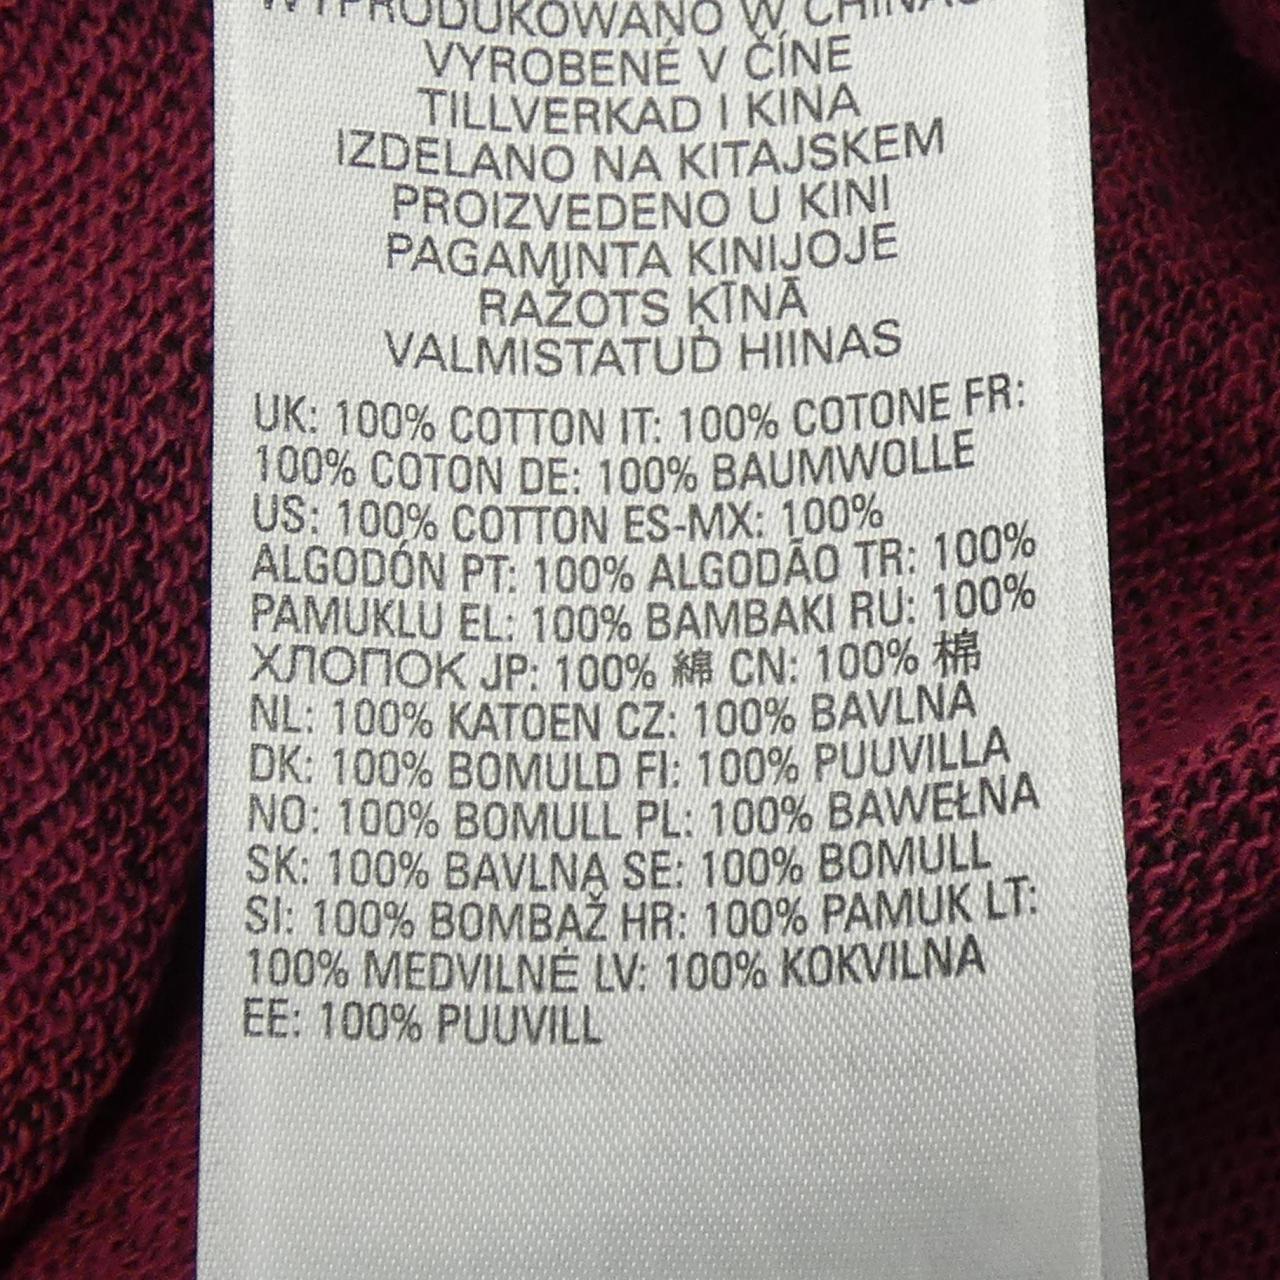 WYPRODUKOWANO W CHINACH
VYROBENÉ V ČÍNE
TILLVERKAD I KINA
IZDELANO NA KITAJSKEM
PROIZVEDENO U KINI
PAGAMINTA KINIJOJE
RAŽOTS ĶĪNĀ
VALMISTATUD HIINAS
UK: 100% COTTON IT: 100% COTONE FR:
100% COTON DE: 100% BAUMWOLLE
US: 100% COTTON ES-MX: 100%
ALGODÓN PT: 100% ALGODÃO TR: 100%
PAMUKLU EL: 100% BAMBAKI RU: 100%
ХЛОПОК JP: 100% 綿 CN: 100% 棉
NL: 100% KATOEN CZ: 100% BAVLNA
DK: 100% BOMULD FI: 100% PUUVILLA
NO: 100% BOMULL PL: 100% BAWEŁNA
SK: 100% BAVLNA SE: 100% BOMULL
SI: 100% BOMBAŽ HR: 100% PAMUK LT:
100% MEDVILNĖ LV: 100% KOKVILNA
EE: 100% PUUVILL